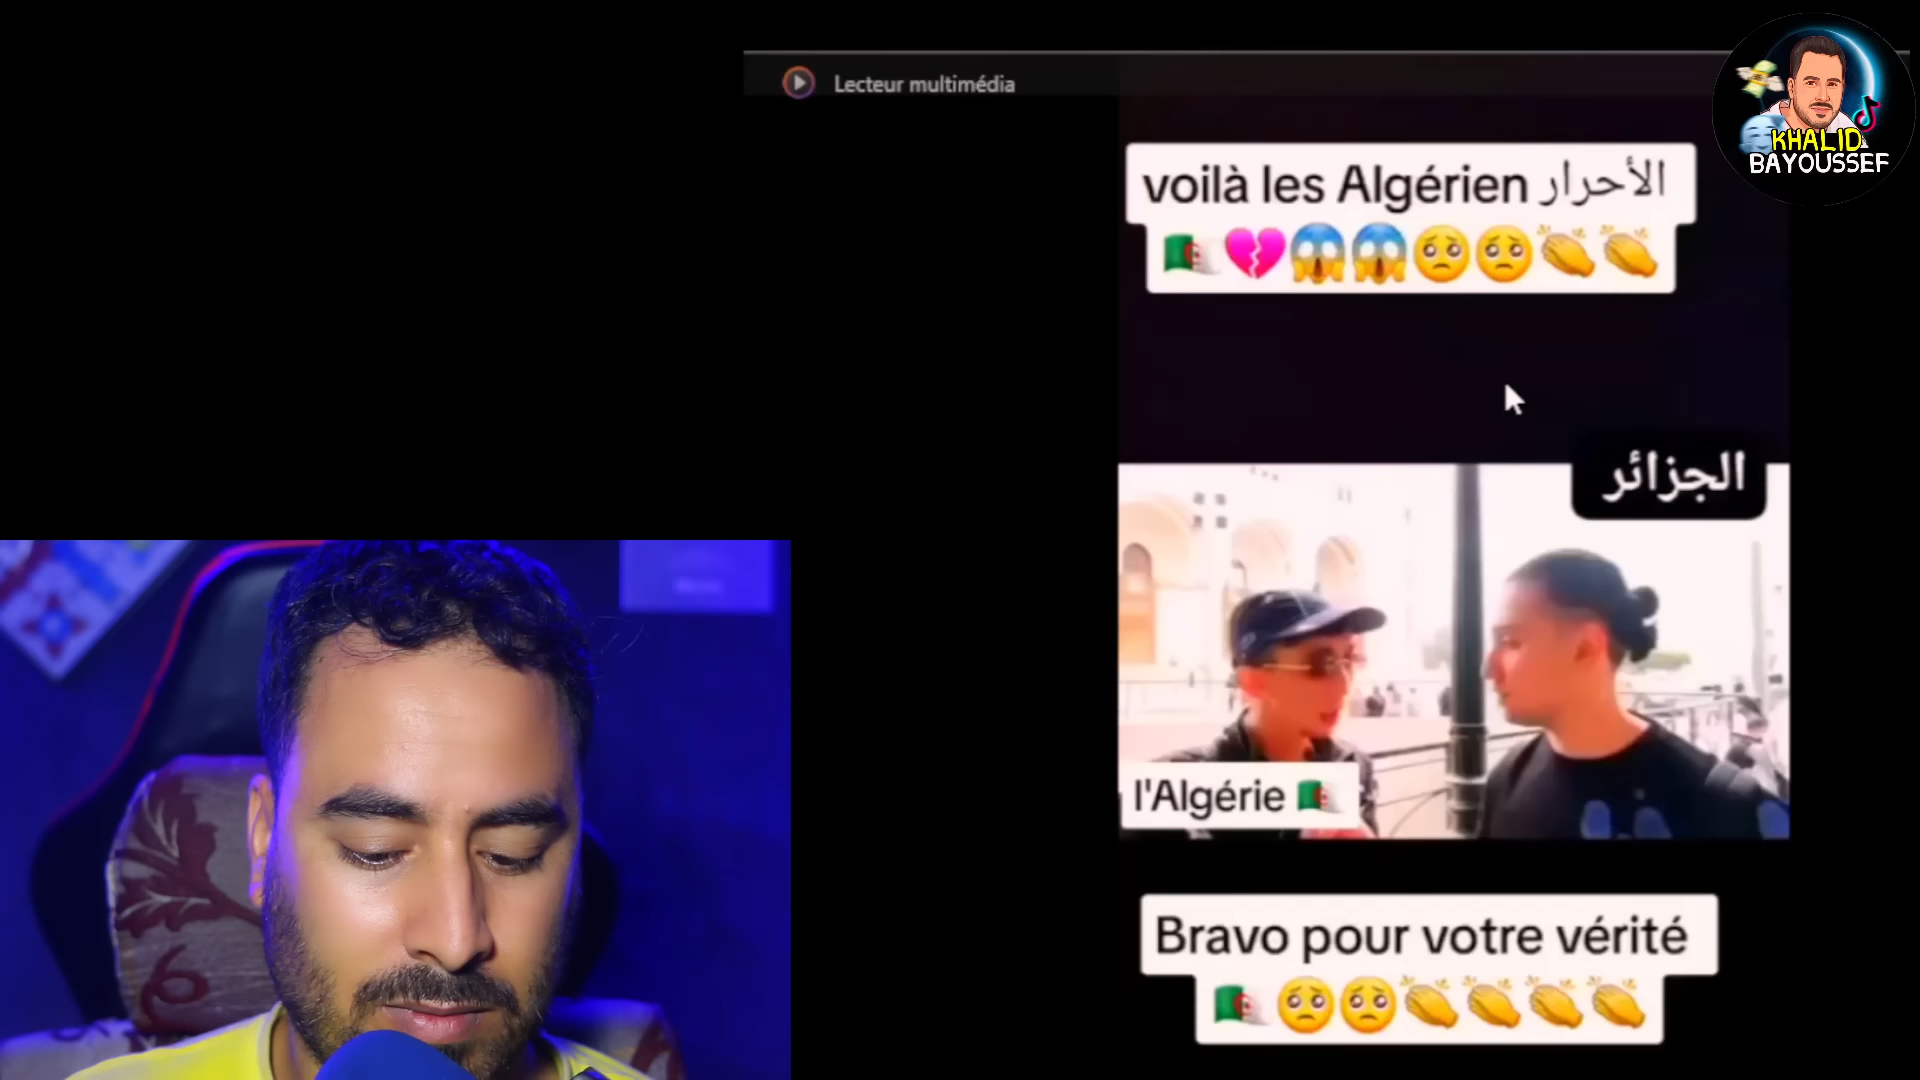 Lecteur multimédia
KHALID
BAYOUSSEF
voilà les Algérien الأحرار
🇩🇿💔😱😱🥺🥺👏👏
الجزائر
l'Algérie 🇩🇿
Bravo pour votre vérité
🇩🇿🥺🥺👏👏👏👏